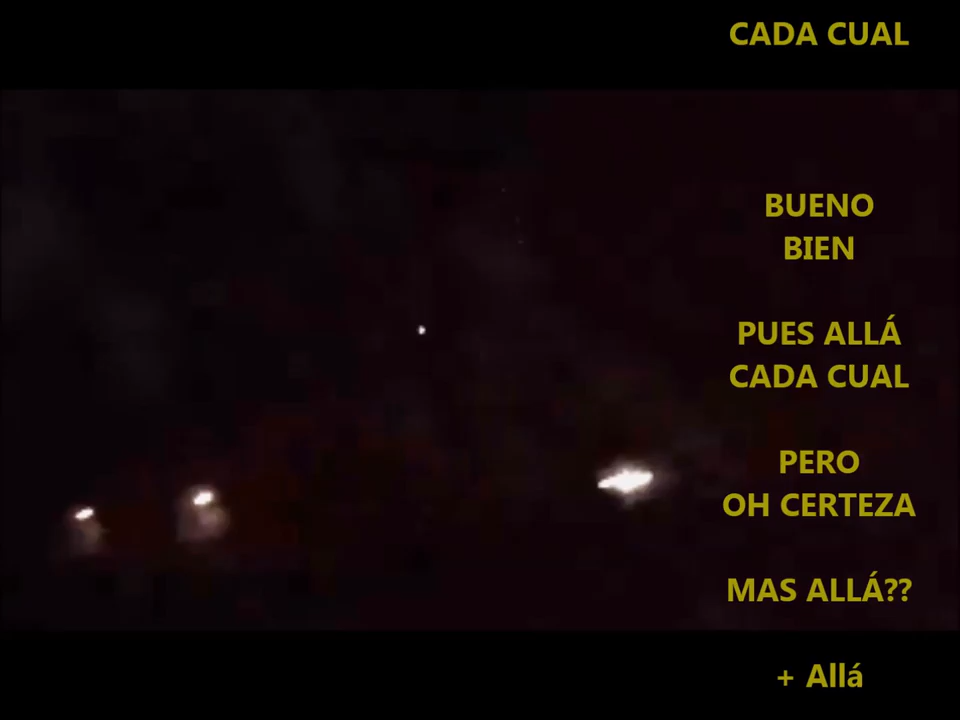 CADA CUAL
BUENO
BIEN
PUES ALLÁ
CADA CUAL
PERO
OH CERTEZA
MAS ALLÁ??
+ Allá